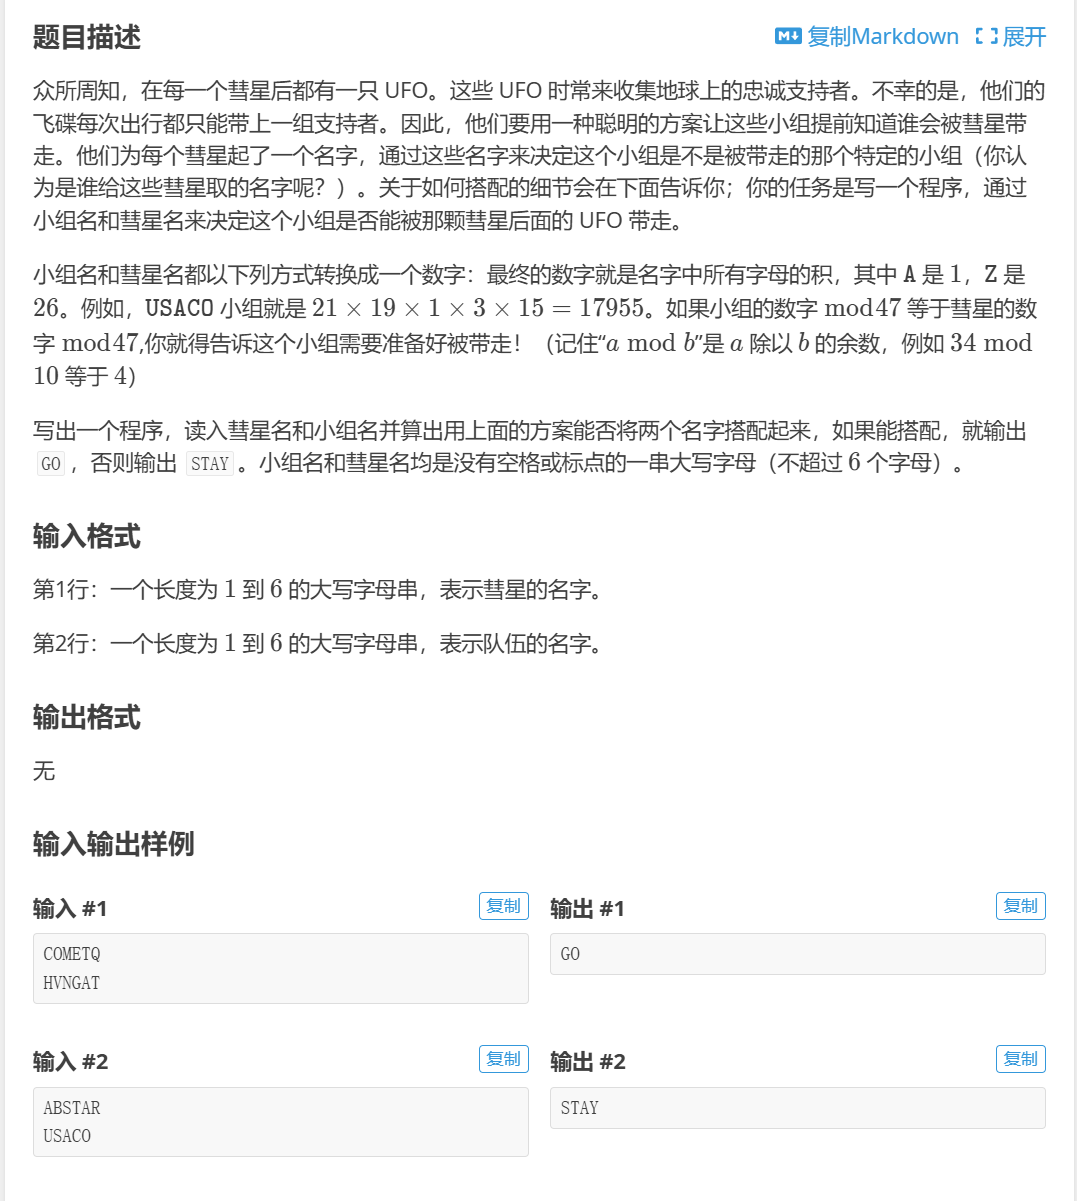 题目描述
复制Markdown 展开
众所周知，在每一个彗星后都有一只 UFO。这些 UFO 时常来收集地球上的忠诚支持者。不幸的是，他们的
飞碟每次出行都只能带上一组支持者。因此，他们要用一种聪明的方案让这些小组提前知道谁会被彗星带
走。他们为每个彗星起了一个名字，通过这些名字来决定这个小组是不是被带走的那个特定的小组（你认
为是谁给这些彗星取的名字呢？）。关于如何搭配的细节会在下面告诉你；你的任务是写一个程序，通过
小组名和彗星名来决定这个小组是否能被那颗彗星后面的 UFO 带走。
小组名和彗星名都以下列方式转换成一个数字：最终的数字就是名字中所有字母的积，其中 A 是 1，Z 是
26。例如，USACO 小组就是 21 × 19 × 1 × 3 × 15 = 17955。如果小组的数字 mod47 等于彗星的数
字 mod47,你就得告诉这个小组需要准备好被带走！（记住“a mod b”是 a 除以 b 的余数，例如 34 mod
10 等于 4）
写出一个程序，读入彗星名和小组名并算出用上面的方案能否将两个名字搭配起来，如果能搭配，就输出
GO ，否则输出 STAY 。小组名和彗星名均是没有空格或标点的一串大写字母（不超过 6 个字母）。
输入格式
第1行：一个长度为 1 到 6 的大写字母串，表示彗星的名字。
第2行：一个长度为 1 到 6 的大写字母串，表示队伍的名字。
输出格式
无
输入输出样例
输入 #1 复制
COMETQ
HVNGAT
输出 #1 复制
GO
输入 #2 复制
ABSTAR
USACO
输出 #2 复制
STAY